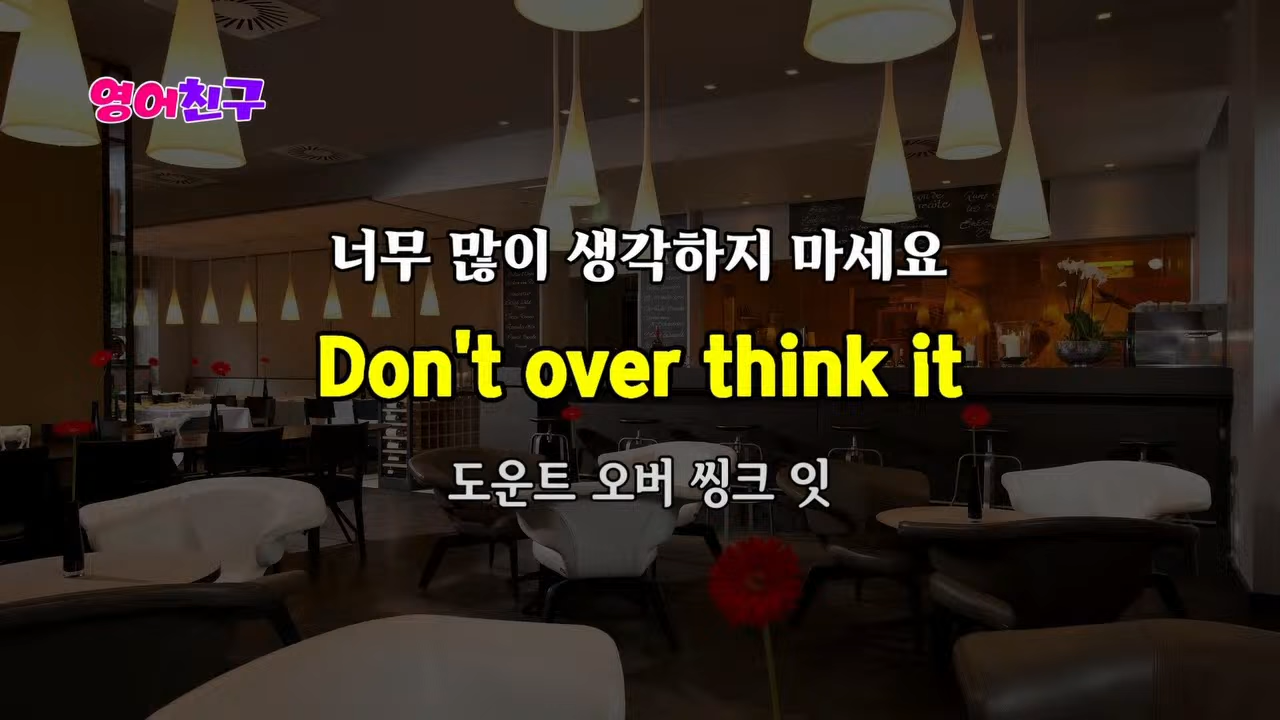 영어친구
너무 많이 생각하지 마세요
Don't over think it
도운트 오버 씽크 잇